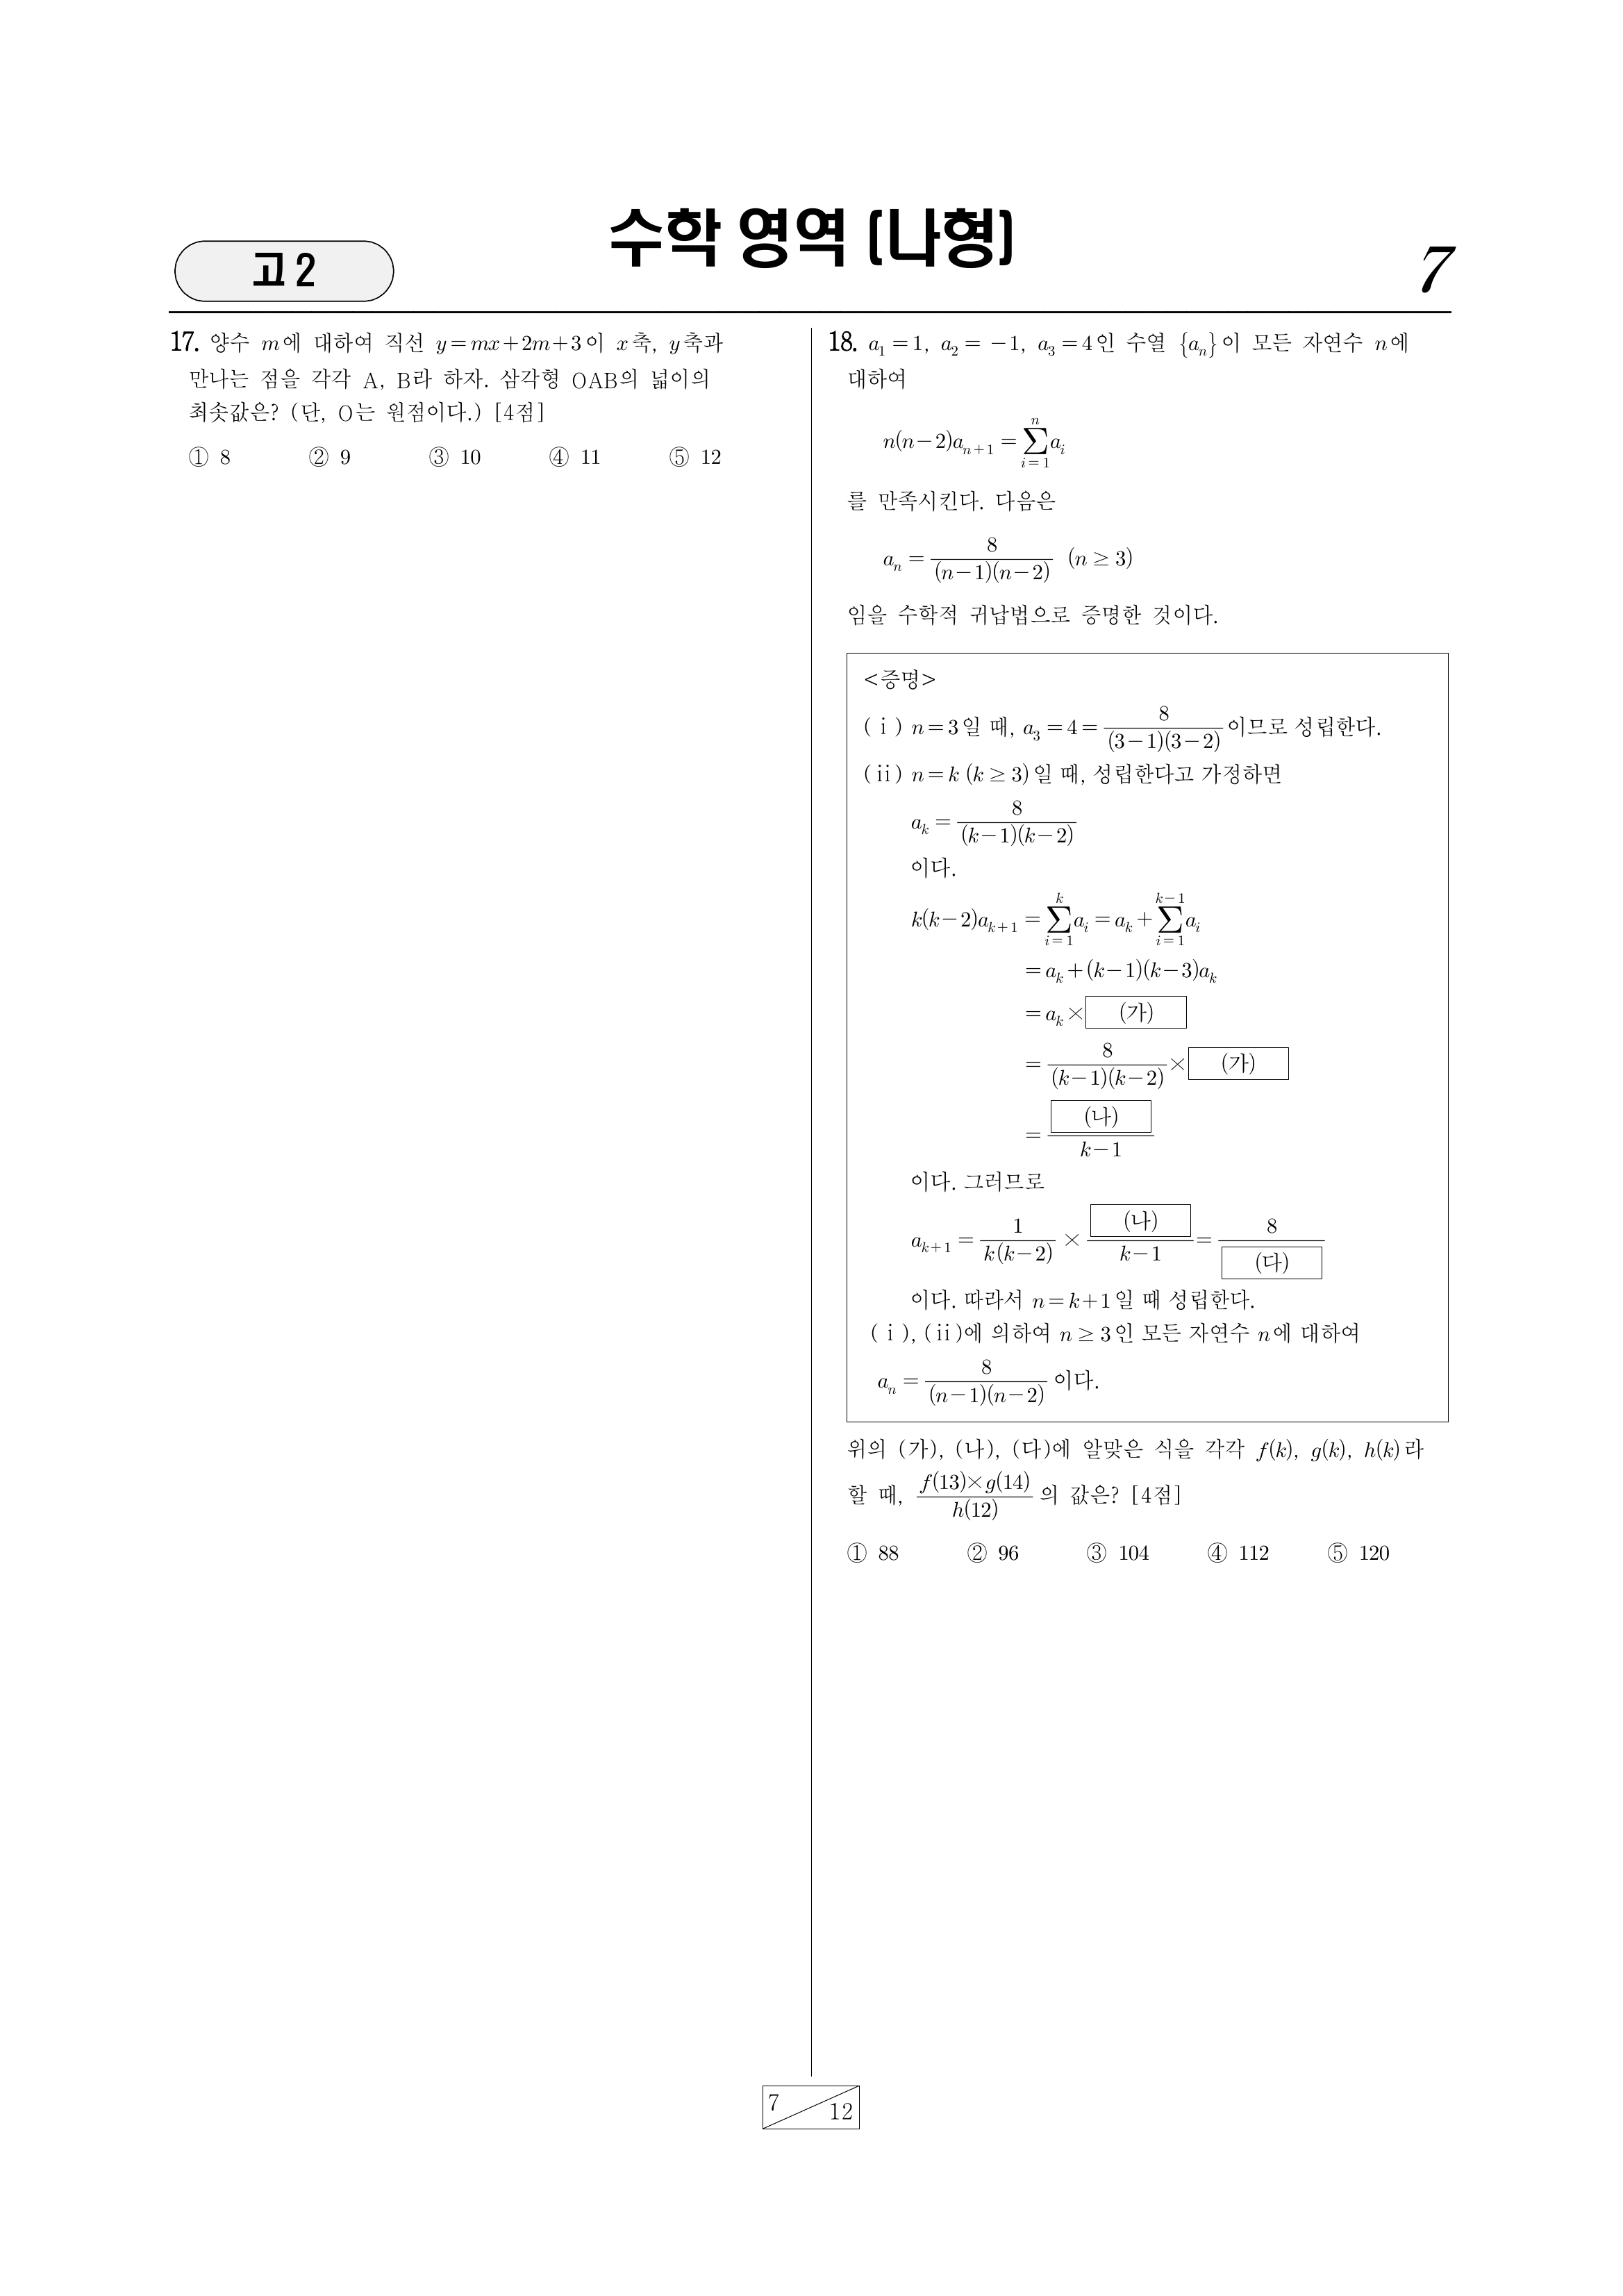 수학 영역 (나형)
고 2
7
17. 양수 m에 대하여 직선 y=mx+2m+3이 x축, y축과
만나는 점을 각각 A, B라 하자. 삼각형 OAB의 넓이의
최솟값은? (단, O는 원점이다.) [4점]
① 8 ② 9 ③ 10 ④ 11 ⑤ 12
18. a_1 = 1, a_2 = -1, a_3 = 4인 수열 {a_n}이 모든 자연수 n에
대하여
n(n-2)a_{n+1} = \sum_{i=1}^{n} a_i
를 만족시킨다. 다음은
a_n = \frac{8}{(n-1)(n-2)} (n ≥ 3)
임을 수학적 귀납법으로 증명한 것이다.
<증명>
(ⅰ) n=3일 때, a_3 = 4 = \frac{8}{(3-1)(3-2)} 이므로 성립한다.
(ⅱ) n=k (k ≥ 3)일 때, 성립한다고 가정하면
a_k = \frac{8}{(k-1)(k-2)}
이다.
k(k-2)a_{k+1} = \sum_{i=1}^{k} a_i = a_k + \sum_{i=1}^{k-1} a_i
= a_k + (k-1)(k-3)a_k
= a_k × (가)
= \frac{8}{(k-1)(k-2)} × (가)
= \frac{(나)}{k-1}
이다. 그러므로
a_{k+1} = \frac{1}{k(k-2)} × \frac{(나)}{k-1} = \frac{8}{(다)}
이다. 따라서 n=k+1일 때 성립한다.
(ⅰ), (ⅱ)에 의하여 n ≥ 3인 모든 자연수 n에 대하여
a_n = \frac{8}{(n-1)(n-2)} 이다.
위의 (가), (나), (다)에 알맞은 식을 각각 f(k), g(k), h(k)라
할 때, \frac{f(13)×g(14)}{h(12)} 의 값은? [4점]
① 88 ② 96 ③ 104 ④ 112 ⑤ 120
7 12